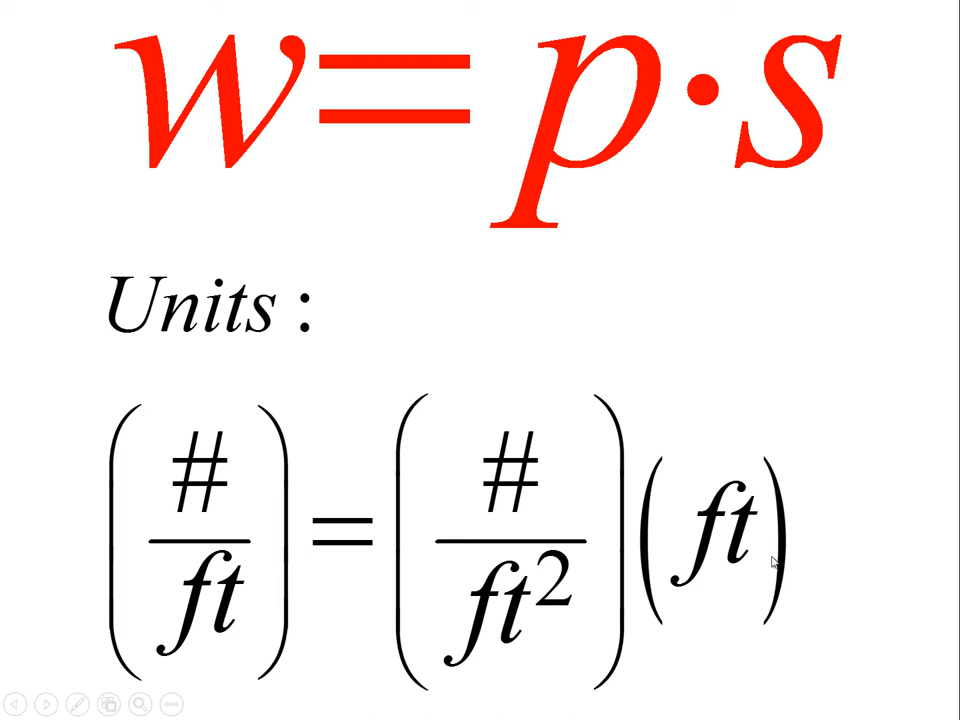 w= p·s
Units :
(#/ft) = (#/ft²)(ft)